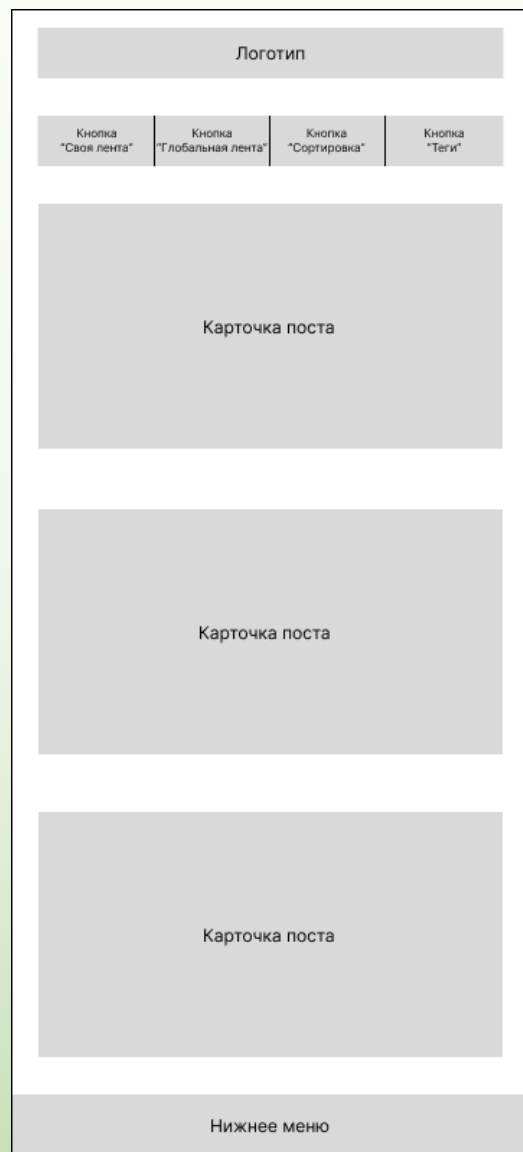 Логотип
Кнопка
"Своя лента"
Кнопка
"Глобальная лента"
Кнопка
"Сортировка"
Кнопка
"Теги"
Карточка поста
Карточка поста
Карточка поста
Нижнее меню